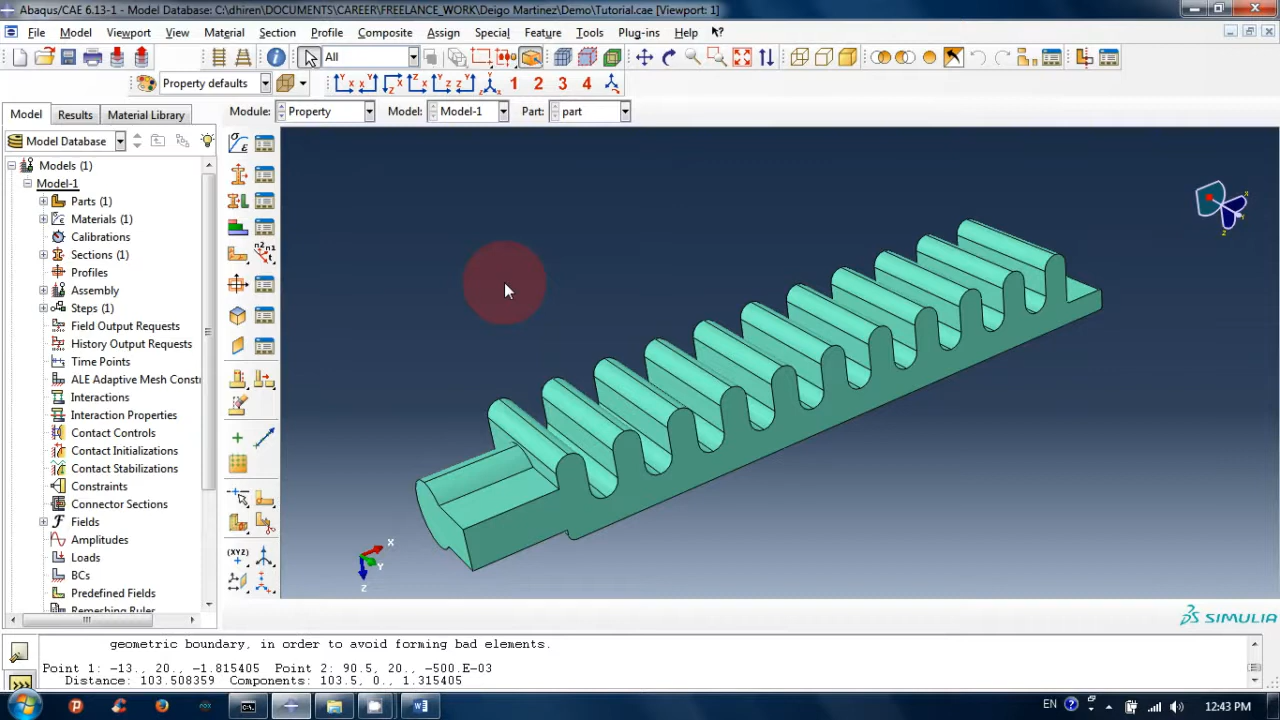 Abaqus/CAE 6.13-1 - Model Database: C:\dhiren\DOCUMENTS\CAREER\FREELANCE_WORK\Deigo Martinez\Demo\Tutorial.cae [Viewport: 1]
File Model Viewport View Material Section Profile Composite Assign Special Feature Tools Plug-ins Help
All
Property defaults 1 2 3 4
Model Results Material Library
Module: Property Model: Model-1 Part: part
Model Database
Models (1)
Model-1
Parts (1)
Materials (1)
Calibrations
Sections (1)
Profiles
Assembly
Steps (1)
Field Output Requests
History Output Requests
Time Points
ALE Adaptive Mesh Constr
Interactions
Interaction Properties
Contact Controls
Contact Initializations
Contact Stabilizations
Constraints
Connector Sections
Fields
Amplitudes
Loads
BCs
Predefined Fields
Remeshing Rules
X
Y
Z
SIMULIA
geometric boundary, in order to avoid forming bad elements.
Point 1: -13., 20., -1.815405 Point 2: 90.5, 20., -500.E-03
Distance: 103.508359 Components: 103.5, 0., 1.315405
EN 12:43 PM